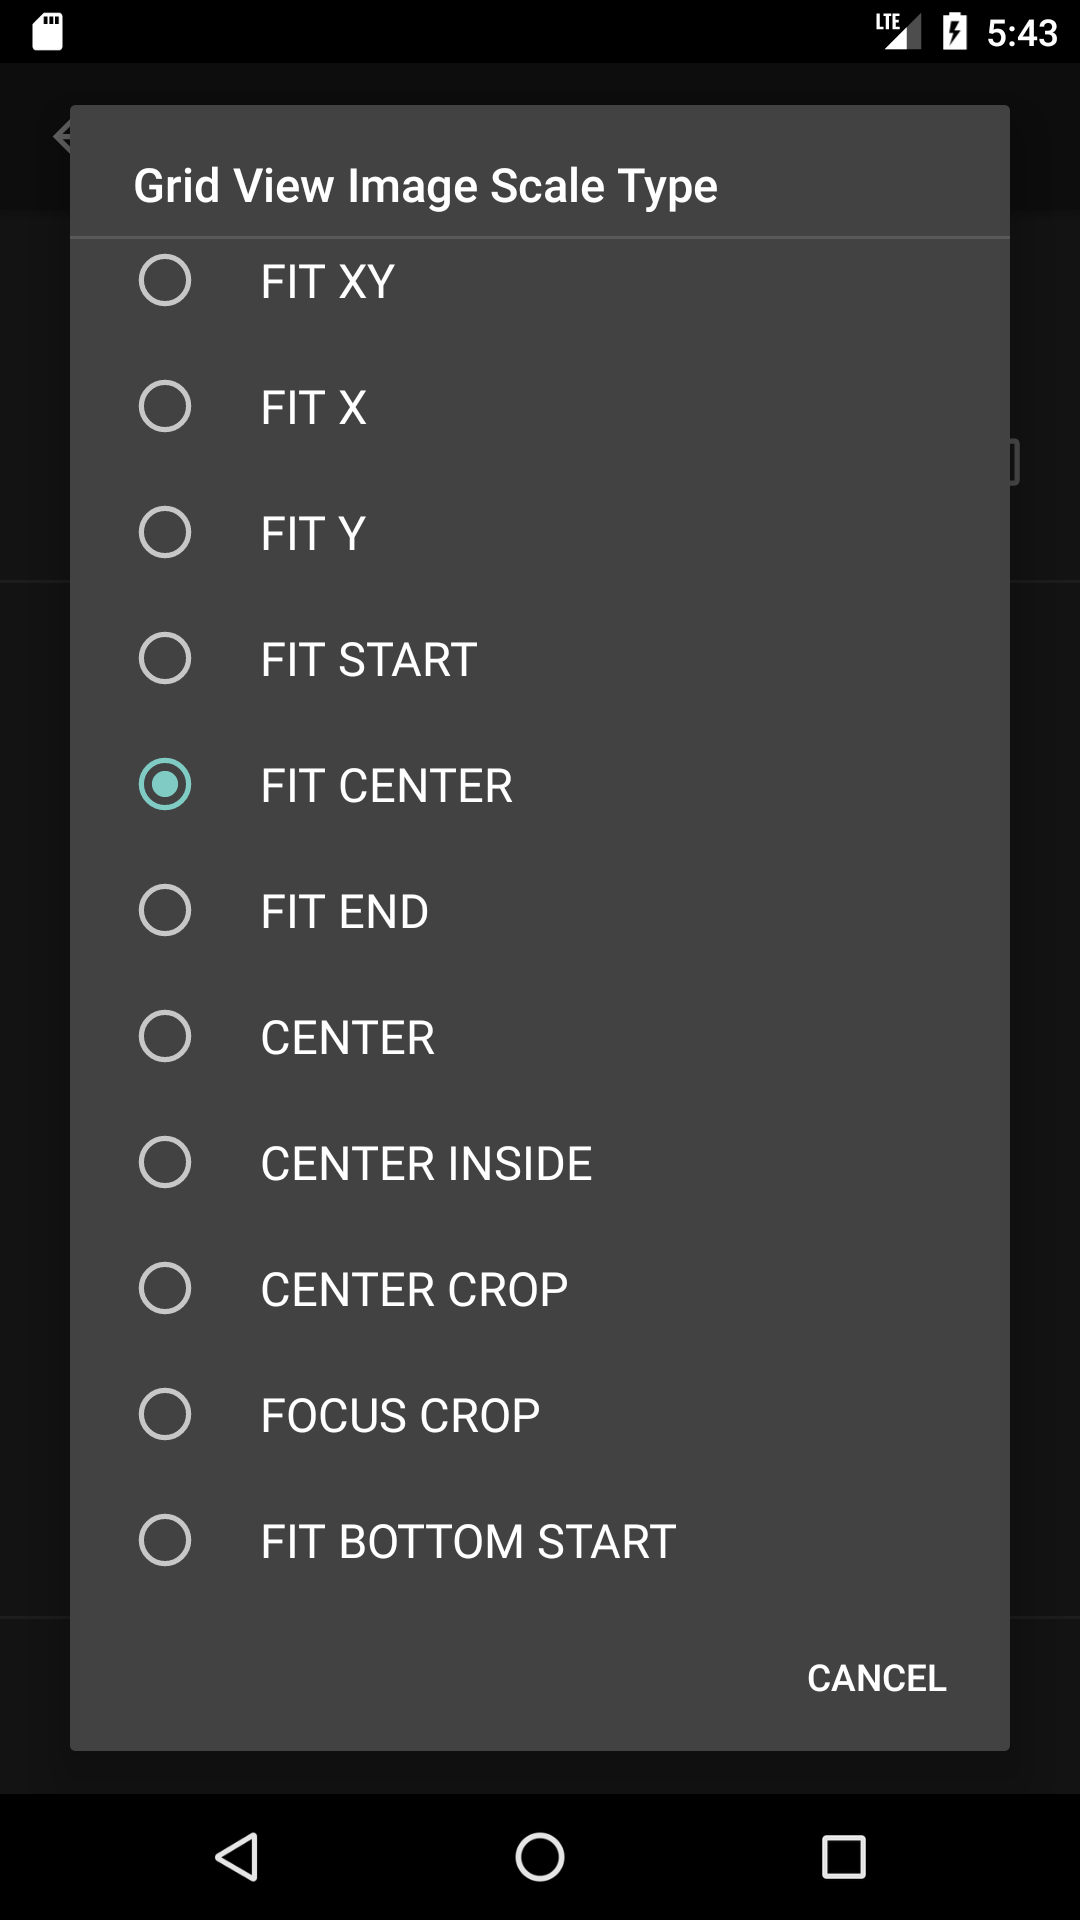 LTE 5:43
Grid View Image Scale Type
FIT XY
FIT X
FIT Y
FIT START
FIT CENTER
FIT END
CENTER
CENTER INSIDE
CENTER CROP
FOCUS CROP
FIT BOTTOM START
CANCEL